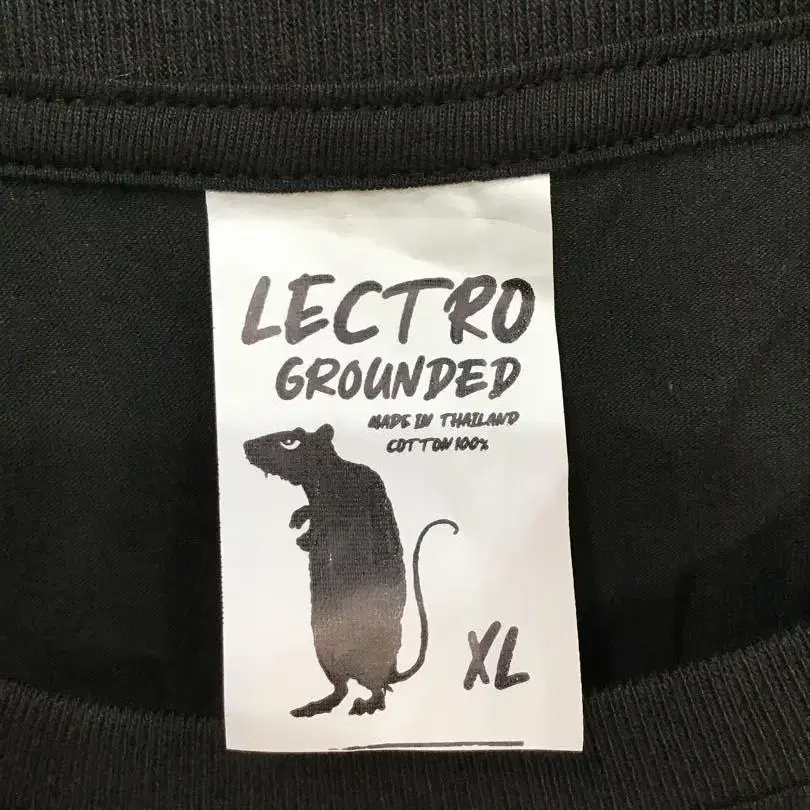 LECTRO
GROUNDED
MADE IN THAILAND
COTTON 100%
XL